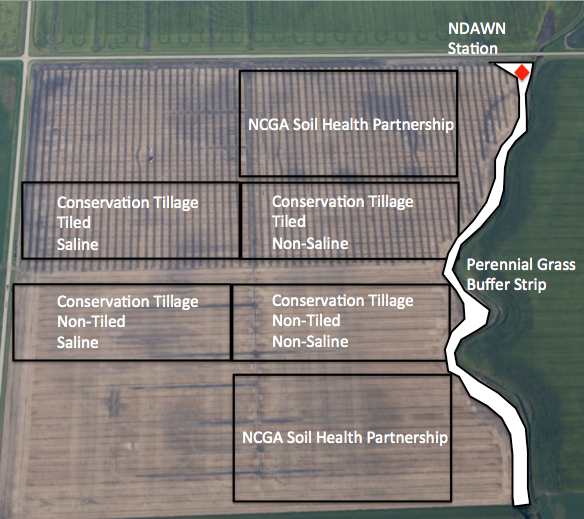 NDAWN
Station
NCGA Soil Health Partnership
Conservation Tillage
Tiled
Saline
Conservation Tillage
Tiled
Non-Saline
Perennial Grass
Buffer Strip
Conservation Tillage
Non-Tiled
Saline
Conservation Tillage
Non-Tiled
Non-Saline
NCGA Soil Health Partnership